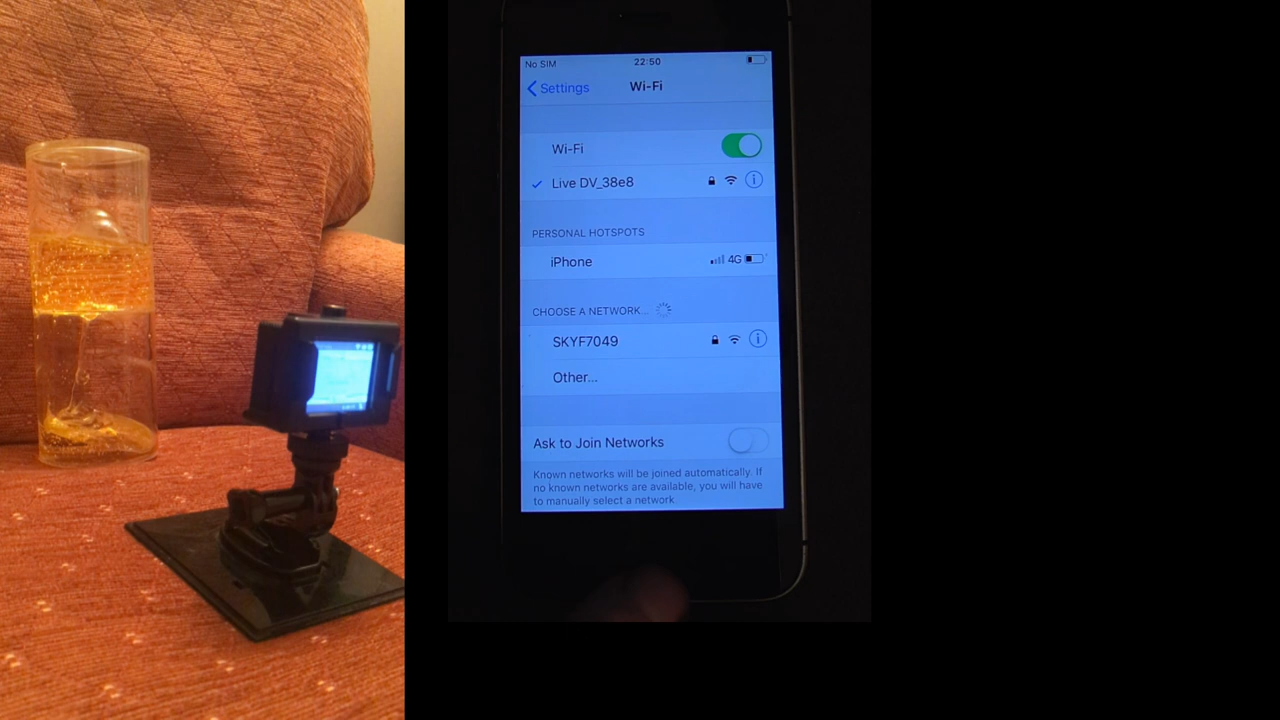 No SIM 22:50
Settings Wi-Fi
Wi-Fi
Live DV_38e8
PERSONAL HOTSPOTS
iPhone 4G
CHOOSE A NETWORK...
SKYF7049
Other...
Ask to Join Networks
Known networks will be joined automatically. If
no known networks are available, you will have
to manually select a network.